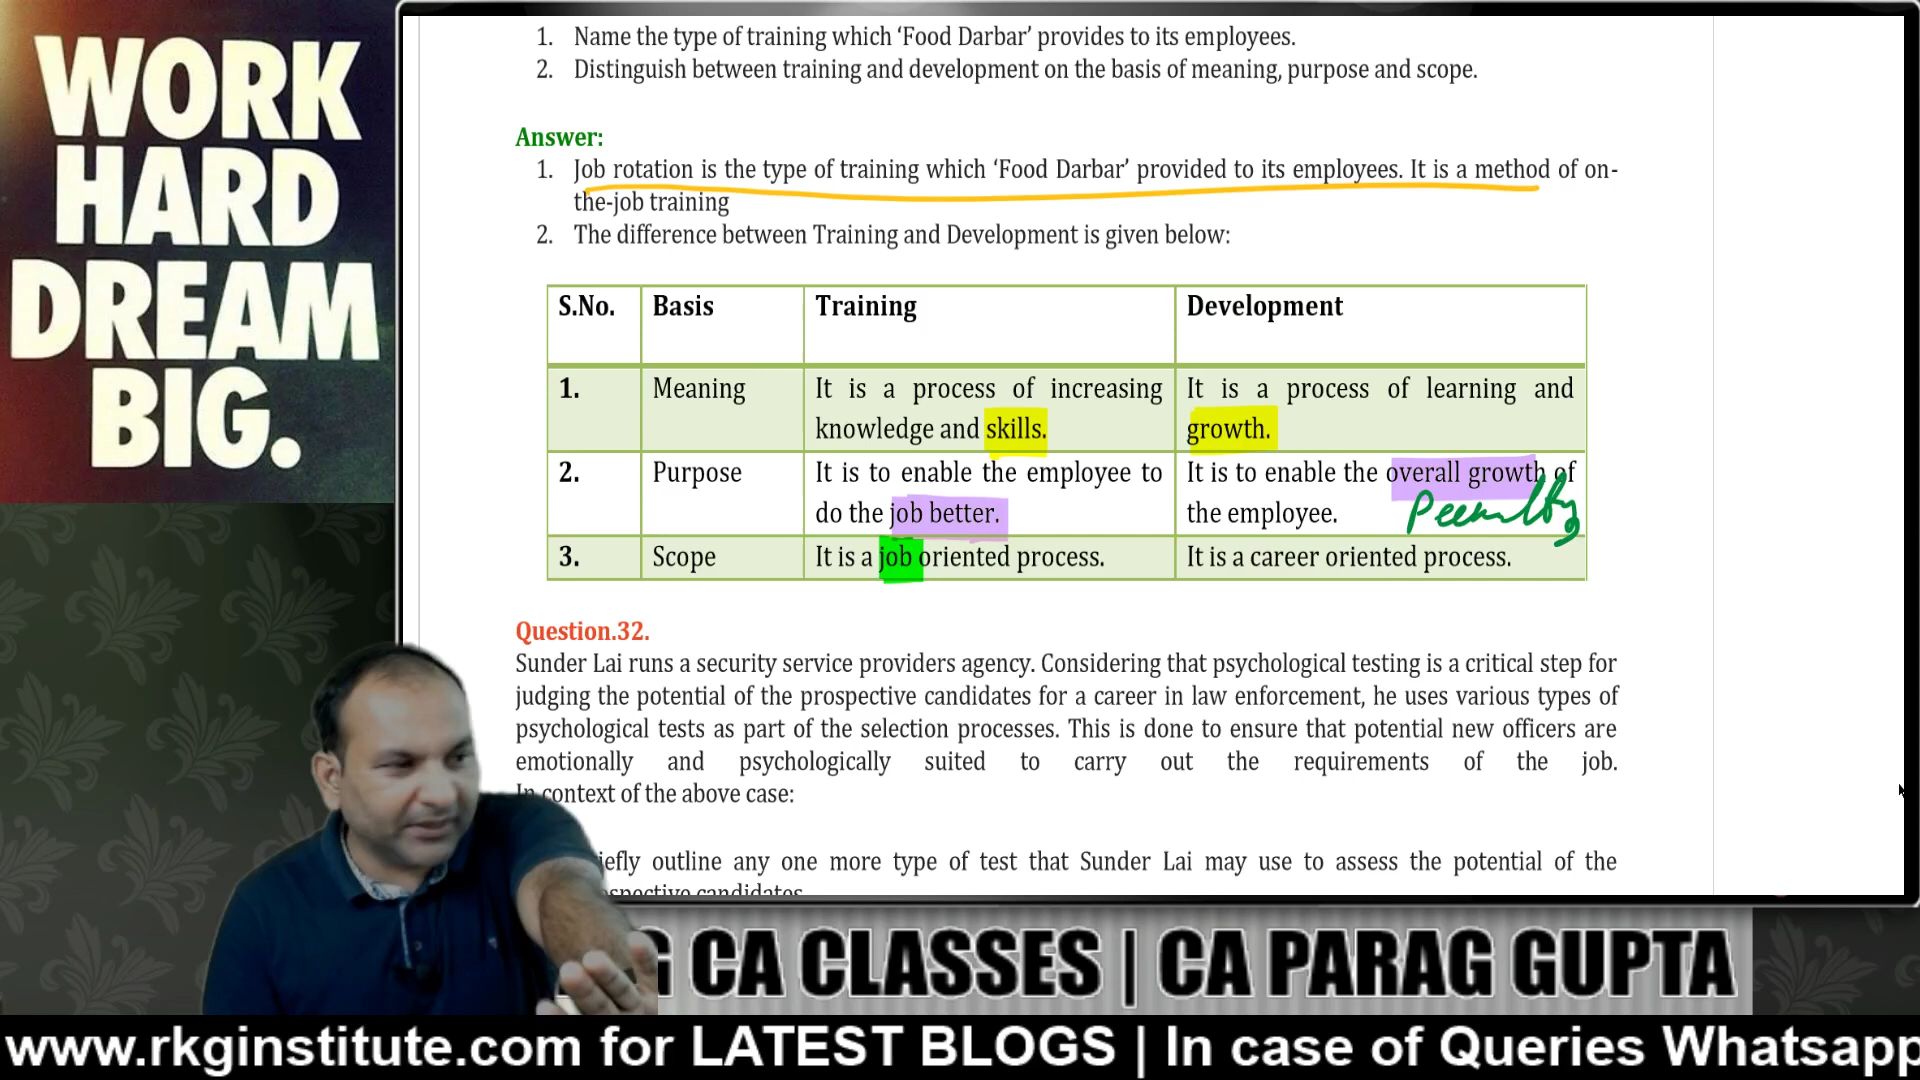 WORK
HARD
DREAM
BIG.
1. Name the type of training which ‘Food Darbar’ provides to its employees.
2. Distinguish between training and development on the basis of meaning, purpose and scope.
Answer:
1. Job rotation is the type of training which ‘Food Darbar’ provided to its employees. It is a method of on-
the-job training
2. The difference between Training and Development is given below:
S.No. Basis Training Development
1. Meaning It is a process of increasing It is a process of learning and
knowledge and skills. growth.
2. Purpose It is to enable the employee to It is to enable the overall growth of
do the job better. the employee.
3. Scope It is a job oriented process. It is a career oriented process.
Question.32.
Sunder Lai runs a security service providers agency. Considering that psychological testing is a critical step for
judging the potential of the prospective candidates for a career in law enforcement, he uses various types of
psychological tests as part of the selection processes. This is done to ensure that potential new officers are
emotionally and psychologically suited to carry out the requirements of the job.
In context of the above case:
outline any one more type of test that Sunder Lai may use to assess the potential of the
candidates
CA CLASSES | CA PARAG GUPTA
www.rkginstitute.com for LATEST BLOGS | In case of Queries Whatsapp